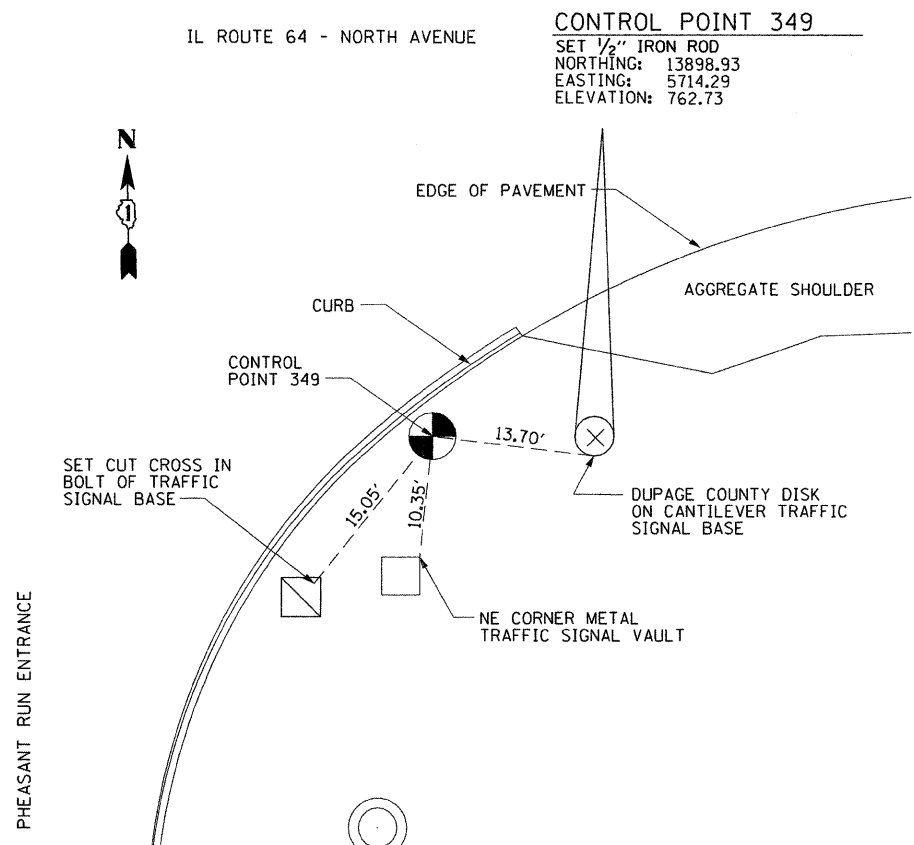 IL ROUTE 64 - NORTH AVENUE
CONTROL POINT 349
SET 1/2" IRON ROD
NORTHING: 13898.93
EASTING: 5714.29
ELEVATION: 762.73
N
1
EDGE OF PAVEMENT
AGGREGATE SHOULDER
CURB
CONTROL
POINT 349
13.70'
SET CUT CROSS IN
BOLT OF TRAFFIC
SIGNAL BASE
15.05'
10.35'
DUPAGE COUNTY DISK
ON CANTILEVER TRAFFIC
SIGNAL BASE
NE CORNER METAL
TRAFFIC SIGNAL VAULT
PHEASANT RUN ENTRANCE